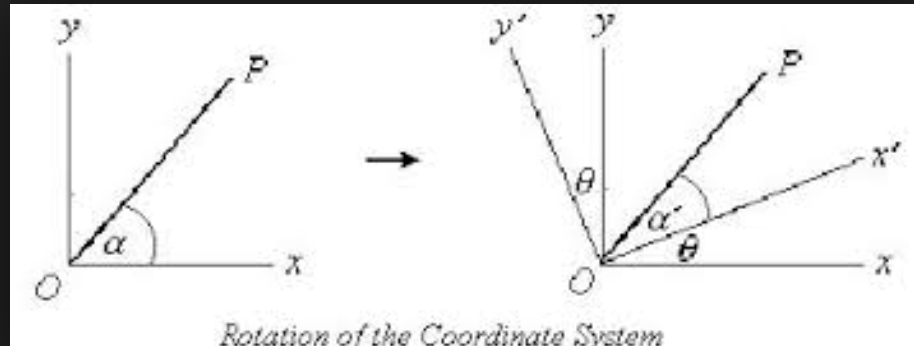 y
P
α
x
O
y′
y
P
x′
θ
α′
θ
x
O
Rotation of the Coordinate System